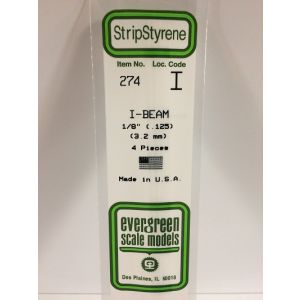 StripStyrene
Item No. Loc. Code
274 I
I-BEAM
1/8" (.125)
(3.2 mm)
4 Pieces
Made in U.S.A.
evergreen
scale models
Des Plaines, IL 60018